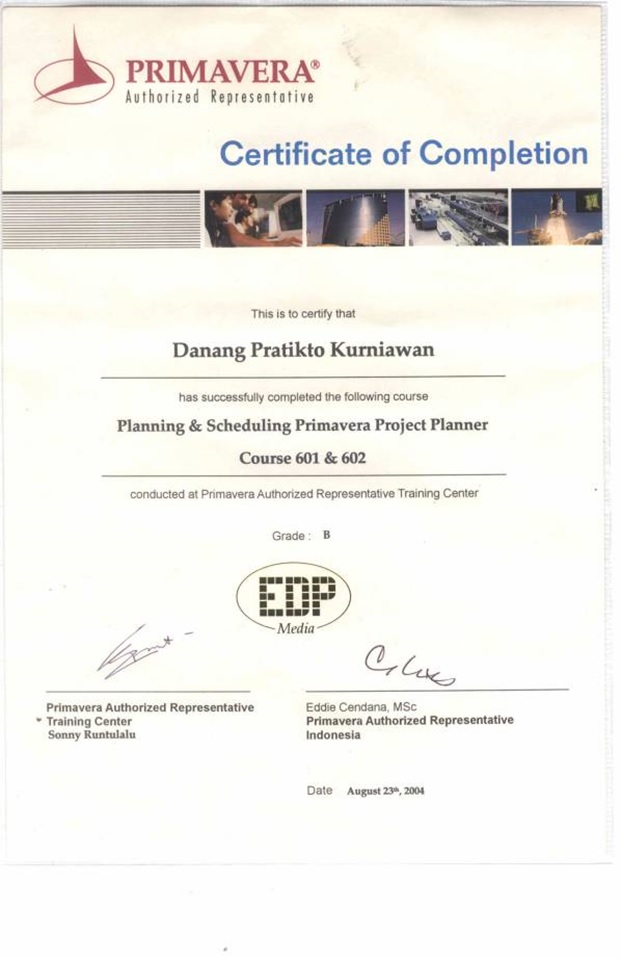 PRIMAVERA®
Authorized Representative
Certificate of Completion
This is to certify that
Danang Pratikto Kurniawan
has successfully completed the following course
Planning & Scheduling Primavera Project Planner
Course 601 & 602
conducted at Primavera Authorized Representative Training Center
Grade : B
EDP
Media
Primavera Authorized Representative
Training Center
Sonny Runtulalu
Eddie Cendana, MSc
Primavera Authorized Representative
Indonesia
Date August 23th, 2004